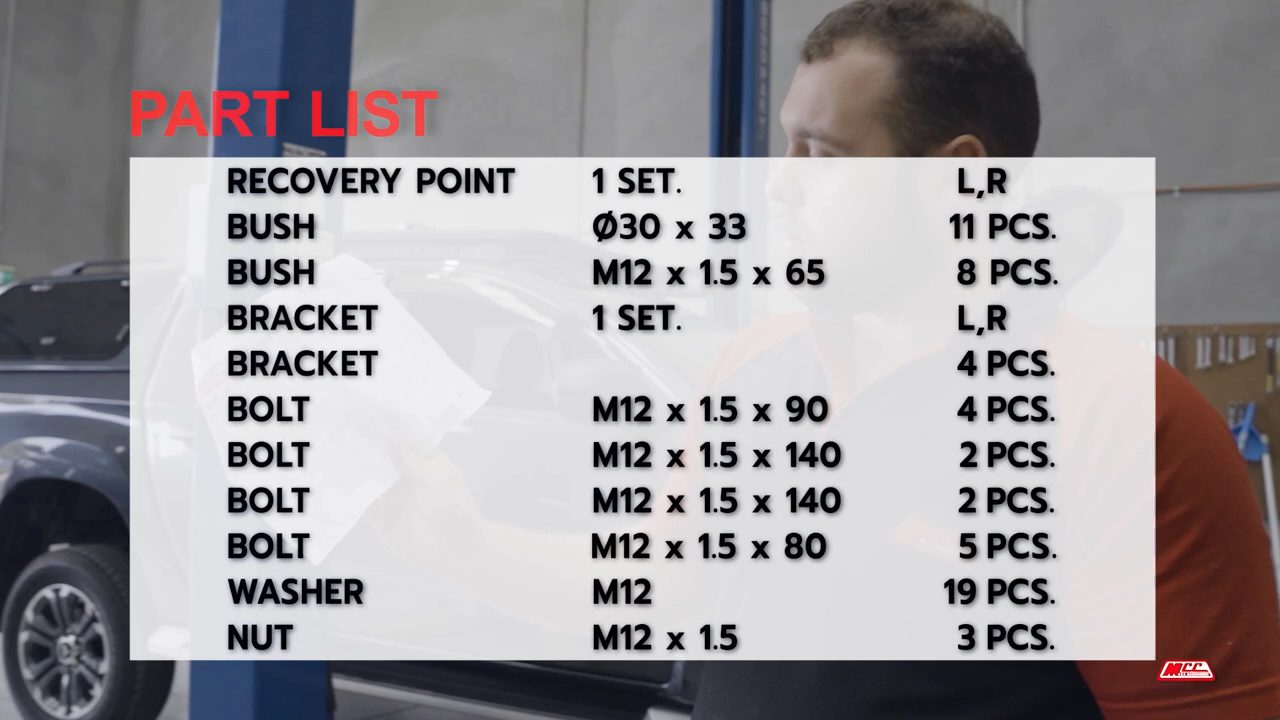 PART LIST
RECOVERY POINT 1 SET. L,R
BUSH Ø30 x 33 11 PCS.
BUSH M12 x 1.5 x 65 8 PCS.
BRACKET 1 SET. L,R
BRACKET 4 PCS.
BOLT M12 x 1.5 x 90 4 PCS.
BOLT M12 x 1.5 x 140 2 PCS.
BOLT M12 x 1.5 x 140 2 PCS.
BOLT M12 x 1.5 x 80 5 PCS.
WASHER M12 19 PCS.
NUT M12 x 1.5 3 PCS.
MCC